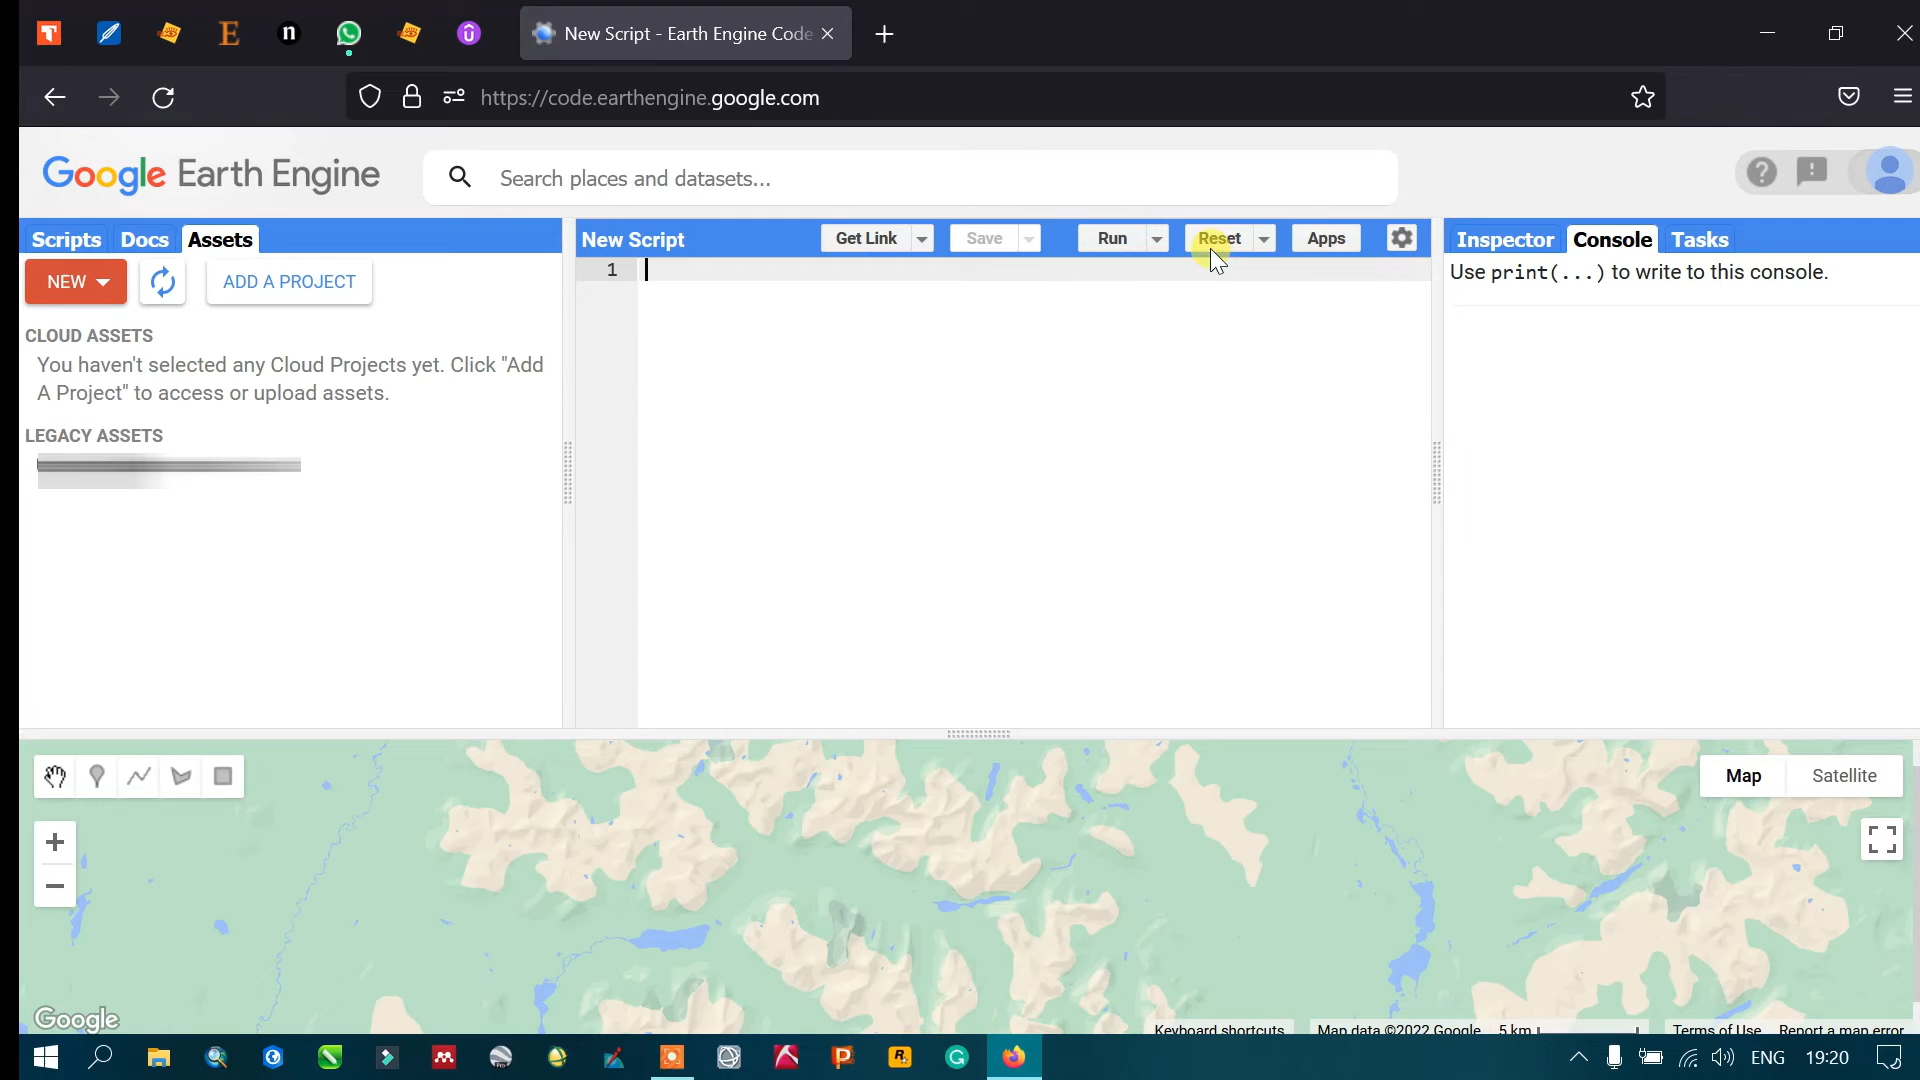 New Script - Earth Engine Code
https://code.earthengine.google.com
Google Earth Engine
Search places and datasets...
Scripts Docs Assets
New Script
Get Link Save Run Reset Apps
Inspector Console Tasks
NEW ADD A PROJECT
1
Use print(...) to write to this console.
CLOUD ASSETS
You haven't selected any Cloud Projects yet. Click "Add
A Project" to access or upload assets.
LEGACY ASSETS
Map Satellite
Google
Keyboard shortcuts Map data ©2022 Google 5 km Terms of Use Report a map error
ENG 19:20